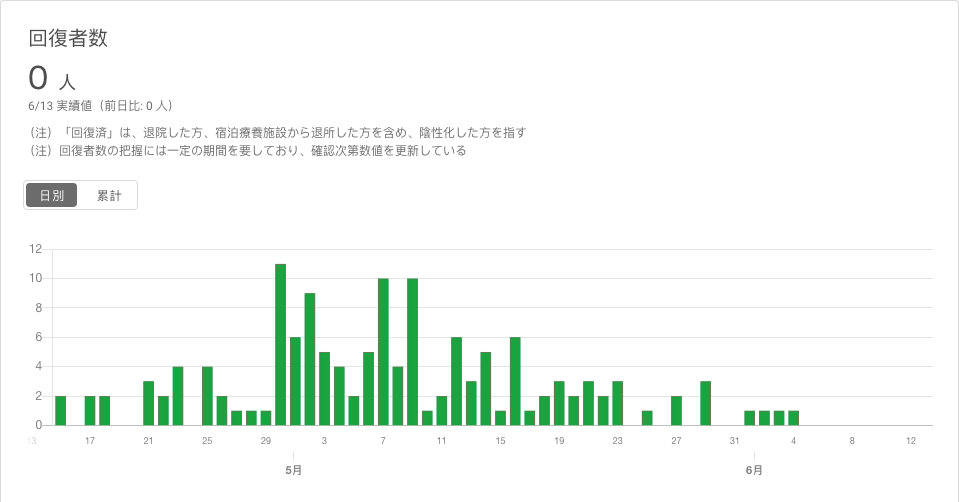 回復者数
0 人
6/13 実績値（前日比: 0 人）
（注）「回復済」は、退院した方、宿泊療養施設から退所した方を含め、陰性化した方を指す
（注）回復者数の把握には一定の期間を要しており、確認次第数値を更新している
日別 累計
12
10
8
6
4
2
0
13 17 21 25 29 3 7 11 15 19 23 27 31 4 8 12
5月 6月